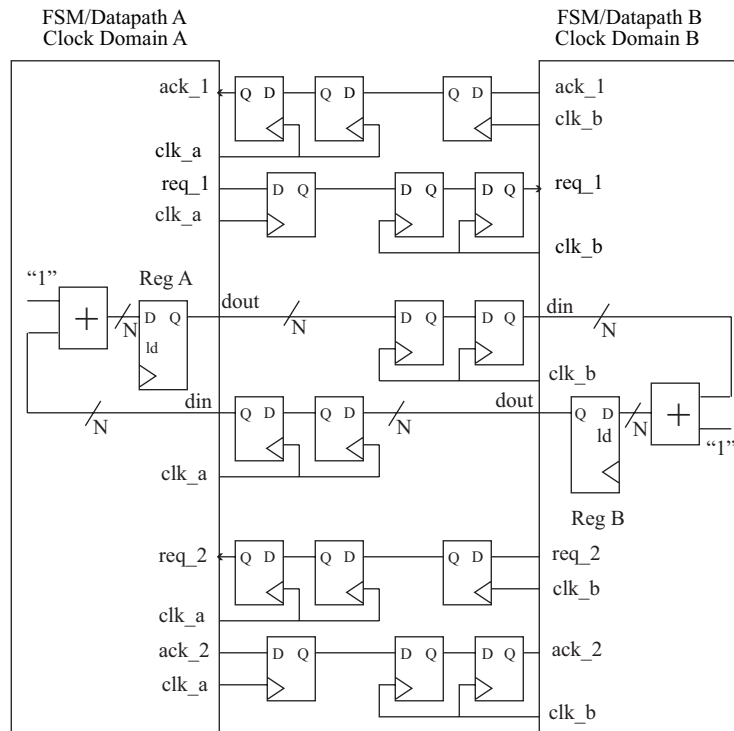 FSM/Datapath A FSM/Datapath B
Clock Domain A Clock Domain B
ack_1 Q D Q D Q D ack_1
clk_b
clk_a
req_1 D Q D Q D Q req_1
clk_a
clk_b
“1” Reg A
dout din
+ N D Q N D Q D Q N
ld
clk_b
din dout
N Q D Q D N Q D N +
ld “1”
clk_a
Reg B
req_2 Q D Q D Q D req_2
clk_b
clk_a
ack_2 D Q D Q D Q ack_2
clk_a
clk_b